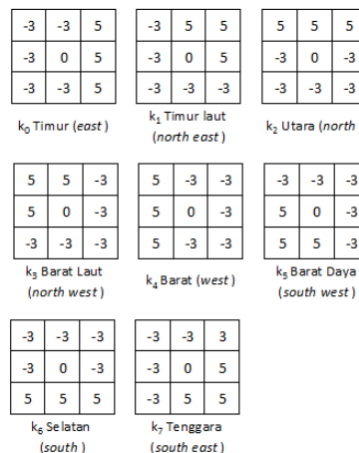 -3 -3 5 -3 5 5 5 5 5
-3 0 5 -3 0 5 -3 0 -3
-3 -3 5 -3 -3 -3 -3 -3 -3
k₀ Timur (east )
k₁ Timur laut
(north east )
k₂ Utara (north
5 5 -3 5 -3 -3 -3 -3 -3
5 0 -3 5 0 -3 5 0 -3
-3 -3 -3 5 -3 -3 5 5 -3
k₃ Barat Laut
(north west )
k₄ Barat (west )
k₅ Barat Daya
(south west )
-3 -3 -3 -3 -3 3
-3 0 -3 -3 0 5
5 5 5 -3 5 5
k₆ Selatan
(south )
k₇ Tenggara
(south east )